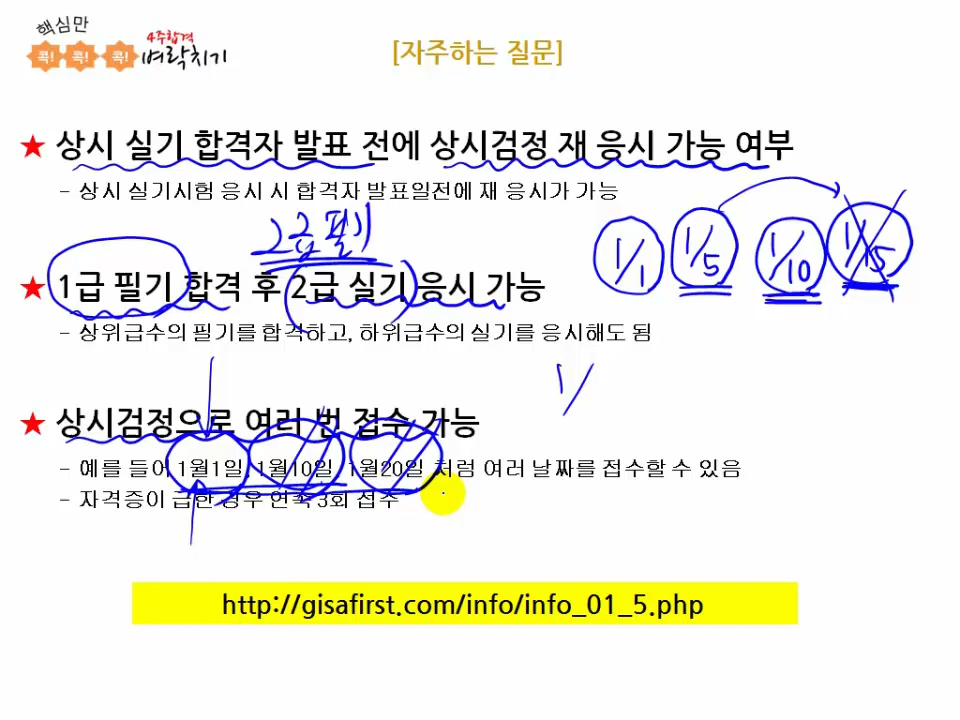 핵심만
콕! 콕! 콕! 4주합격 벼락치기
[자주하는 질문]
★ 상시 실기 합격자 발표 전에 상시검정 재 응시 가능 여부
- 상시 실기시험 응시 시 합격자 발표일전에 재 응시가 가능
2급 필기
1/1 1/5 1/10 1/15
★ 1급 필기 합격 후 2급 실기 응시 가능
- 상위급수의 필기를 합격하고, 하위급수의 실기를 응시해도 됨
1/
★ 상시검정으로 여러 번 접수 가능
- 예를 들어 1월1일, 1월10일, 1월20일 처럼 여러 날짜를 접수할 수 있음
- 자격증이 급한 경우 연속 3회 접수
http://gisafirst.com/info/info_01_5.php